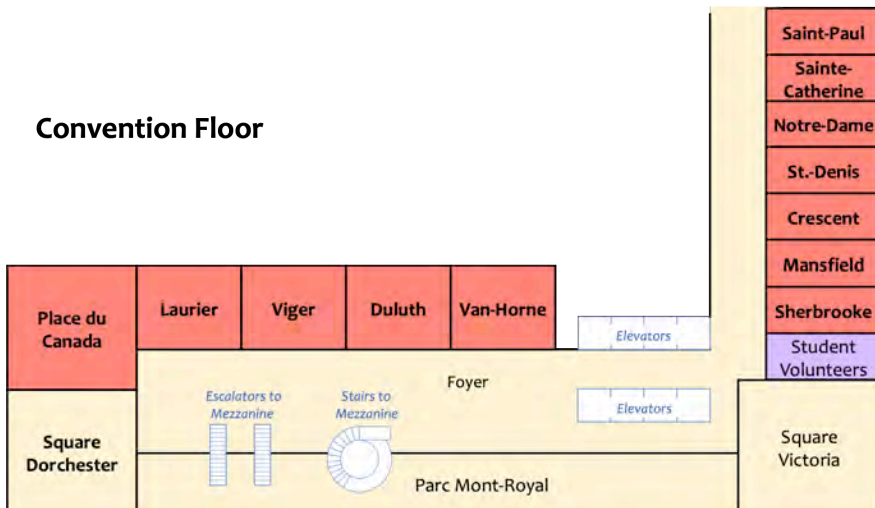 Convention Floor
Saint-Paul
Sainte-
Catherine
Notre-Dame
St.-Denis
Crescent
Mansfield
Sherbrooke
Student
Volunteers
Square
Victoria
Place du
Canada
Laurier
Viger
Duluth
Van-Horne
Elevators
Foyer
Elevators
Escalators to
Mezzanine
Stairs to
Mezzanine
Square
Dorchester
Parc Mont-Royal